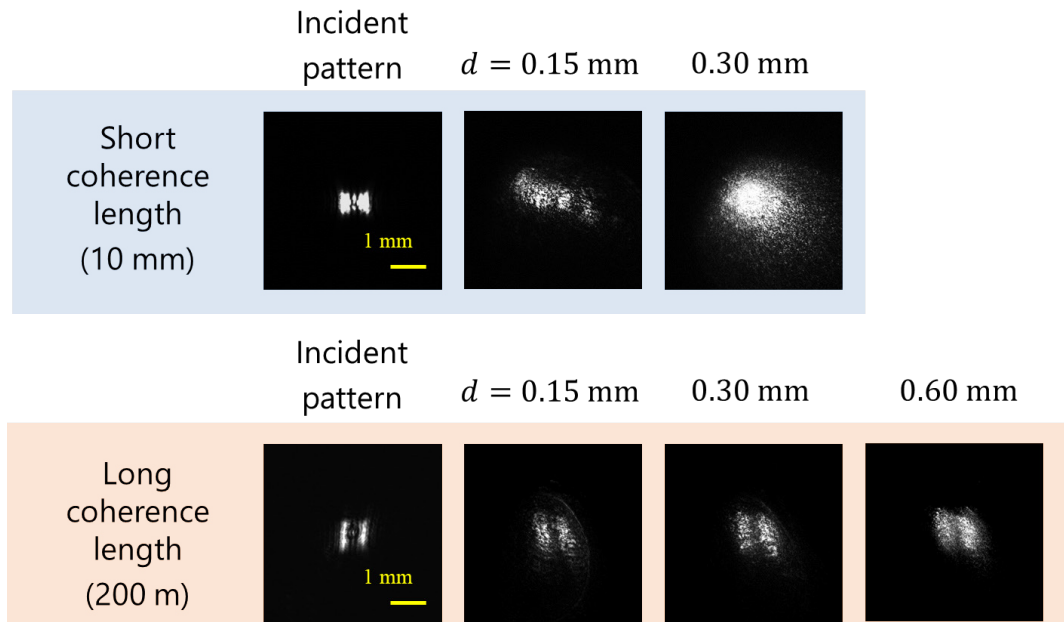 Incident
pattern
d = 0.15 mm
0.30 mm
Short
coherence
length
(10 mm)
1 mm
Incident
pattern
d = 0.15 mm
0.30 mm
0.60 mm
Long
coherence
length
(200 m)
1 mm